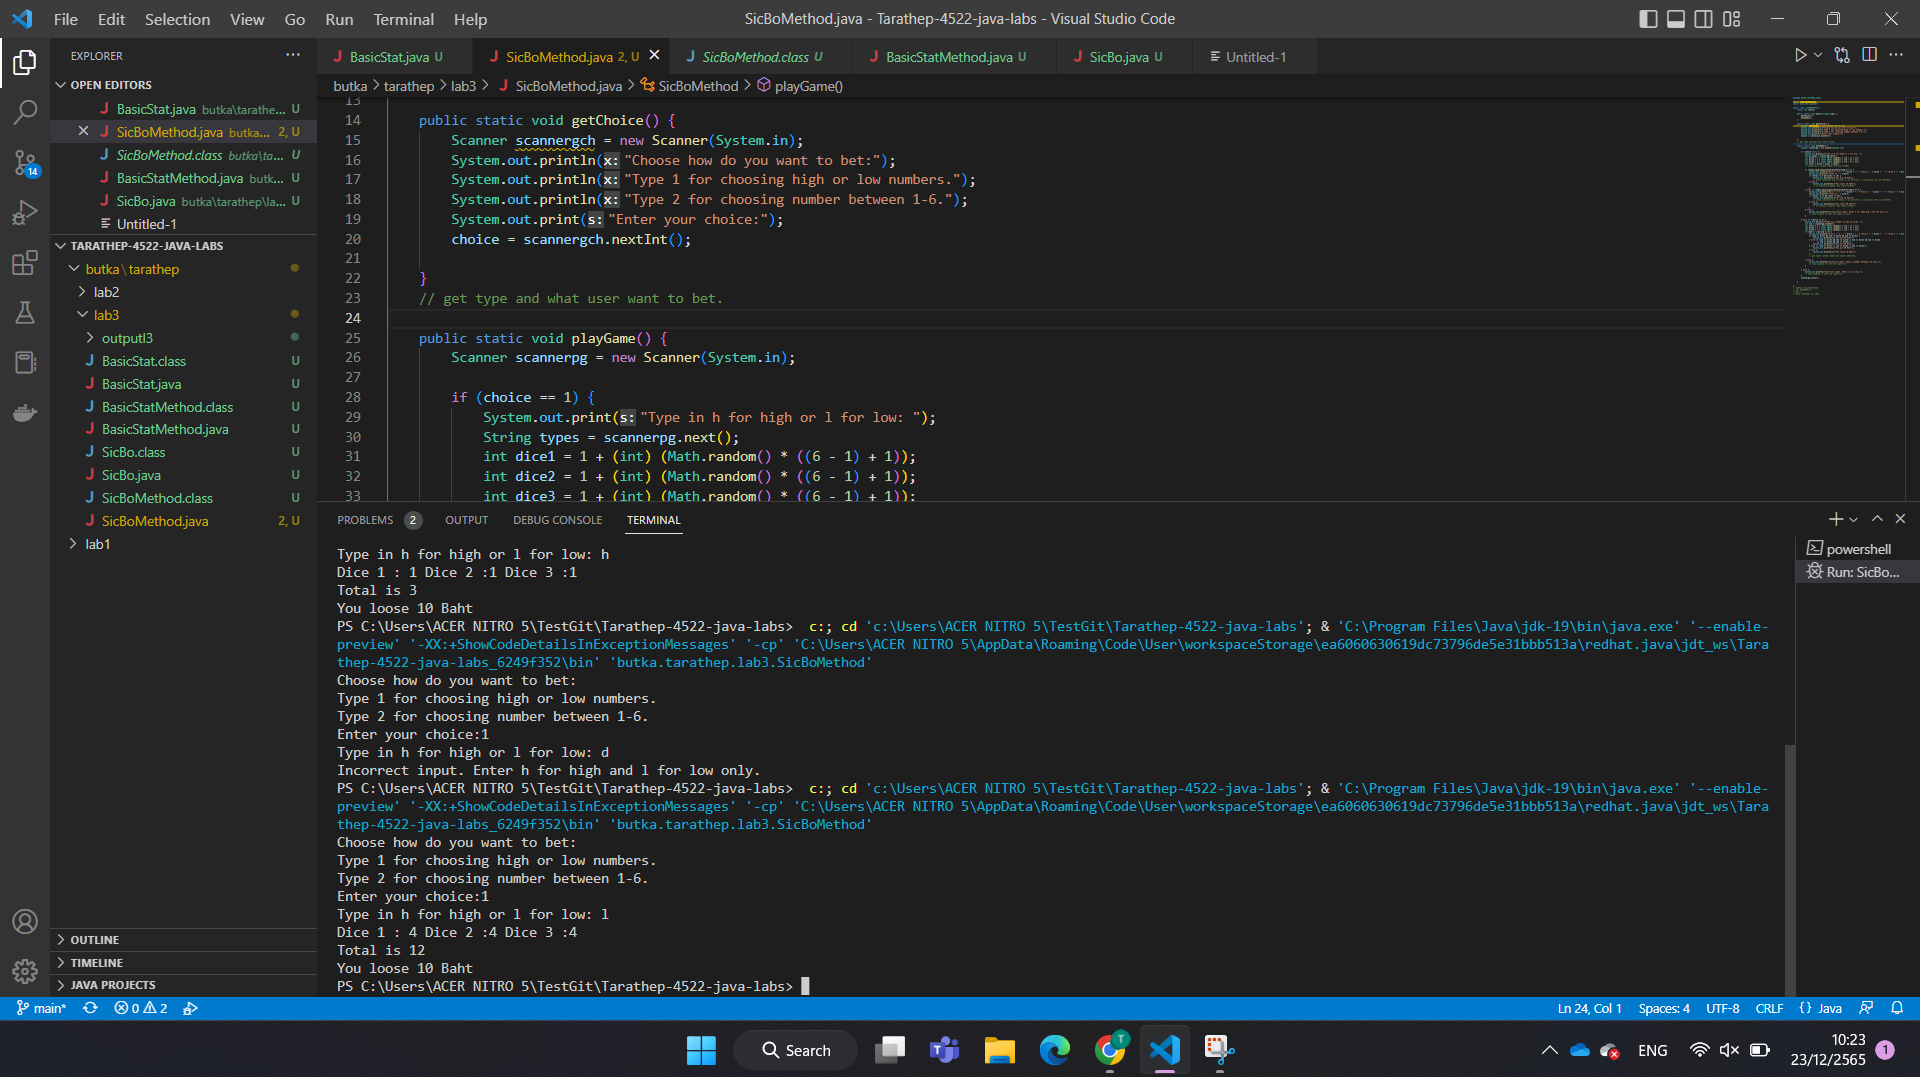 File Edit Selection View Go Run Terminal Help
SicBoMethod.java - Tarathep-4522-java-labs - Visual Studio Code
EXPLORER
OPEN EDITORS
BasicStat.java butka\tarathe... U
SicBoMethod.java butka... 2, U
SicBoMethod.class butka\ta... U
BasicStatMethod.java butk... U
SicBo.java butka\tarathep\la... U
Untitled-1
TARATHEP-4522-JAVA-LABS
butka\tarathep
lab2
lab3
outputl3
BasicStat.class U
BasicStat.java U
BasicStatMethod.class U
BasicStatMethod.java U
SicBo.class U
SicBo.java U
SicBoMethod.class U
SicBoMethod.java 2, U
lab1
OUTLINE
TIMELINE
JAVA PROJECTS
14
BasicStat.java U SicBoMethod.java 2, U SicBoMethod.class U BasicStatMethod.java U SicBo.java U Untitled-1
butka > tarathep > lab3 > SicBoMethod.java > SicBoMethod > playGame()
13
14 public static void getChoice() {
15 Scanner scannergch = new Scanner(System.in);
16 System.out.println(x: "Choose how do you want to bet:");
17 System.out.println(x: "Type 1 for choosing high or low numbers.");
18 System.out.println(x: "Type 2 for choosing number between 1-6.");
19 System.out.print(s: "Enter your choice:");
20 choice = scannergch.nextInt();
21
22 }
23 // get type and what user want to bet.
24
25 public static void playGame() {
26 Scanner scannerpg = new Scanner(System.in);
27
28 if (choice == 1) {
29 System.out.print(s: "Type in h for high or l for low: ");
30 String types = scannerpg.next();
31 int dice1 = 1 + (int) (Math.random() * ((6 - 1) + 1));
32 int dice2 = 1 + (int) (Math.random() * ((6 - 1) + 1));
33 int dice3 = 1 + (int) (Math.random() * ((6 - 1) + 1));
PROBLEMS 2 OUTPUT DEBUG CONSOLE TERMINAL
Type in h for high or l for low: h
Dice 1 : 1 Dice 2 :1 Dice 3 :1
Total is 3
You loose 10 Baht
PS C:\Users\ACER NITRO 5\TestGit\Tarathep-4522-java-labs>  c:; cd 'c:\Users\ACER NITRO 5\TestGit\Tarathep-4522-java-labs'; & 'C:\Program Files\Java\jdk-19\bin\java.exe' '--enable-
preview' '-XX:+ShowCodeDetailsInExceptionMessages' '-cp' 'C:\Users\ACER NITRO 5\AppData\Roaming\Code\User\workspaceStorage\ea6060630619dc73796de5e31bbb513a\redhat.java\jdt_ws\Tara
thep-4522-java-labs_6249f352\bin' 'butka.tarathep.lab3.SicBoMethod'
Choose how do you want to bet:
Type 1 for choosing high or low numbers.
Type 2 for choosing number between 1-6.
Enter your choice:1
Type in h for high or l for low: d
Incorrect input. Enter h for high and l for low only.
PS C:\Users\ACER NITRO 5\TestGit\Tarathep-4522-java-labs>  c:; cd 'c:\Users\ACER NITRO 5\TestGit\Tarathep-4522-java-labs'; & 'C:\Program Files\Java\jdk-19\bin\java.exe' '--enable-
preview' '-XX:+ShowCodeDetailsInExceptionMessages' '-cp' 'C:\Users\ACER NITRO 5\AppData\Roaming\Code\User\workspaceStorage\ea6060630619dc73796de5e31bbb513a\redhat.java\jdt_ws\Tara
thep-4522-java-labs_6249f352\bin' 'butka.tarathep.lab3.SicBoMethod'
Choose how do you want to bet:
Type 1 for choosing high or low numbers.
Type 2 for choosing number between 1-6.
Enter your choice:1
Type in h for high or l for low: l
Dice 1 : 4 Dice 2 :4 Dice 3 :4
Total is 12
You loose 10 Baht
PS C:\Users\ACER NITRO 5\TestGit\Tarathep-4522-java-labs>
powershell
Run: SicBo...
main* 0 2
Ln 24, Col 1 Spaces: 4 UTF-8 CRLF {} Java
Search
ENG
10:23
23/12/2565
1